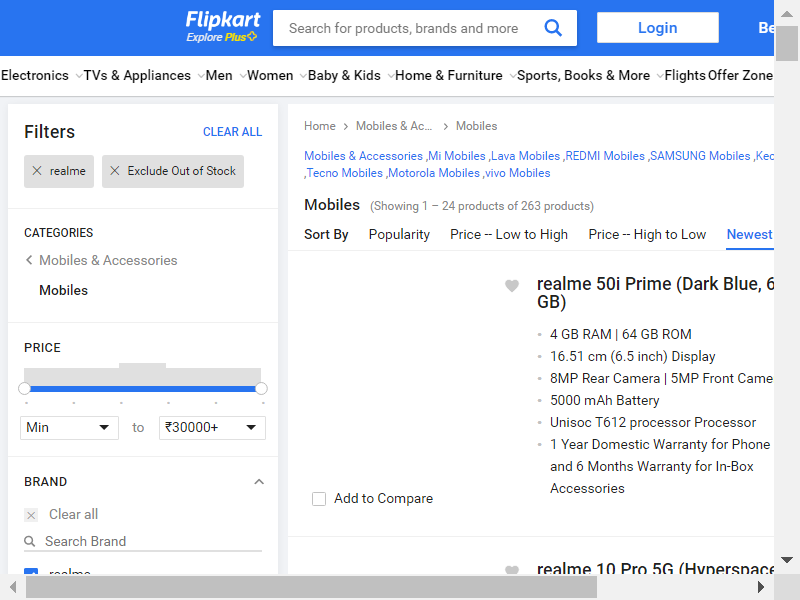 Flipkart
Explore Plus
Search for products, brands and more
Login
Be
Electronics
TVs & Appliances
Men
Women
Baby & Kids
Home & Furniture
Sports, Books & More
Flights
Offer Zone
Filters
CLEAR ALL
realme
Exclude Out of Stock
CATEGORIES
Mobiles & Accessories
Mobiles
PRICE
Min
to
₹30000+
BRAND
Clear all
Search Brand
realme
Home
Mobiles & Ac...
Mobiles
Mobiles & Accessories ,Mi Mobiles ,Lava Mobiles ,REDMI Mobiles ,SAMSUNG Mobiles ,Kec
,Tecno Mobiles ,Motorola Mobiles ,vivo Mobiles
Mobiles (Showing 1 – 24 products of 263 products)
Sort By
Popularity
Price -- Low to High
Price -- High to Low
Newest
realme 50i Prime (Dark Blue, 6
GB)
4 GB RAM | 64 GB ROM
16.51 cm (6.5 inch) Display
8MP Rear Camera | 5MP Front Came
5000 mAh Battery
Unisoc T612 processor Processor
1 Year Domestic Warranty for Phone
and 6 Months Warranty for In-Box
Accessories
Add to Compare
realme 10 Pro 5G (Hyperspace